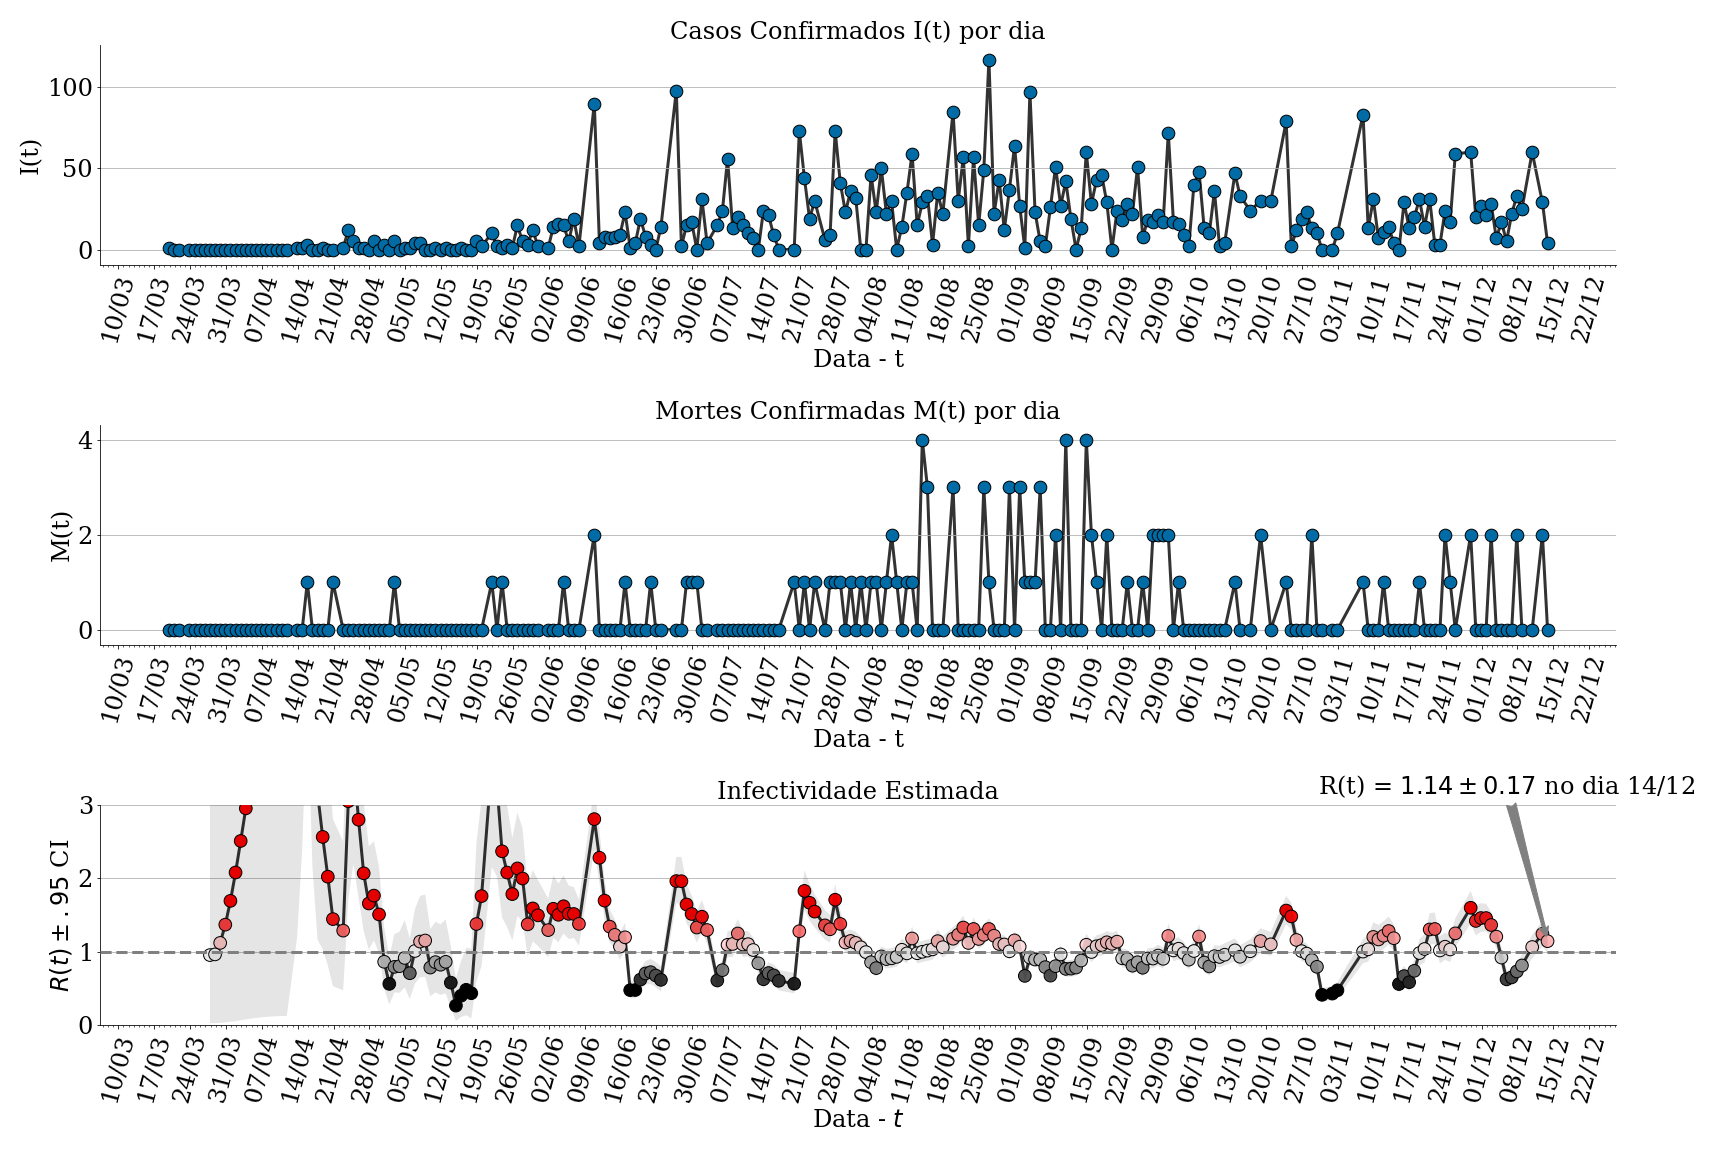 Casos Confirmados I(t) por dia
I(t)
100
50
0
10/03 17/03 24/03 31/03 07/04 14/04 21/04 28/04 05/05 12/05 19/05 26/05 02/06 09/06 16/06 23/06 30/06 07/07 14/07 21/07 28/07 04/08 11/08 18/08 25/08 01/09 08/09 15/09 22/09 29/09 06/10 13/10 20/10 27/10 03/11 10/11 17/11 24/11 01/12 08/12 15/12 22/12
Data - t
Mortes Confirmadas M(t) por dia
M(t)
4
2
0
10/03 17/03 24/03 31/03 07/04 14/04 21/04 28/04 05/05 12/05 19/05 26/05 02/06 09/06 16/06 23/06 30/06 07/07 14/07 21/07 28/07 04/08 11/08 18/08 25/08 01/09 08/09 15/09 22/09 29/09 06/10 13/10 20/10 27/10 03/11 10/11 17/11 24/11 01/12 08/12 15/12 22/12
Data - t
R(t) = 1.14 ± 0.17 no dia 14/12
Infectividade Estimada
R(t) ± .95 CI
3
2
1
0
10/03 17/03 24/03 31/03 07/04 14/04 21/04 28/04 05/05 12/05 19/05 26/05 02/06 09/06 16/06 23/06 30/06 07/07 14/07 21/07 28/07 04/08 11/08 18/08 25/08 01/09 08/09 15/09 22/09 29/09 06/10 13/10 20/10 27/10 03/11 10/11 17/11 24/11 01/12 08/12 15/12 22/12
Data - t